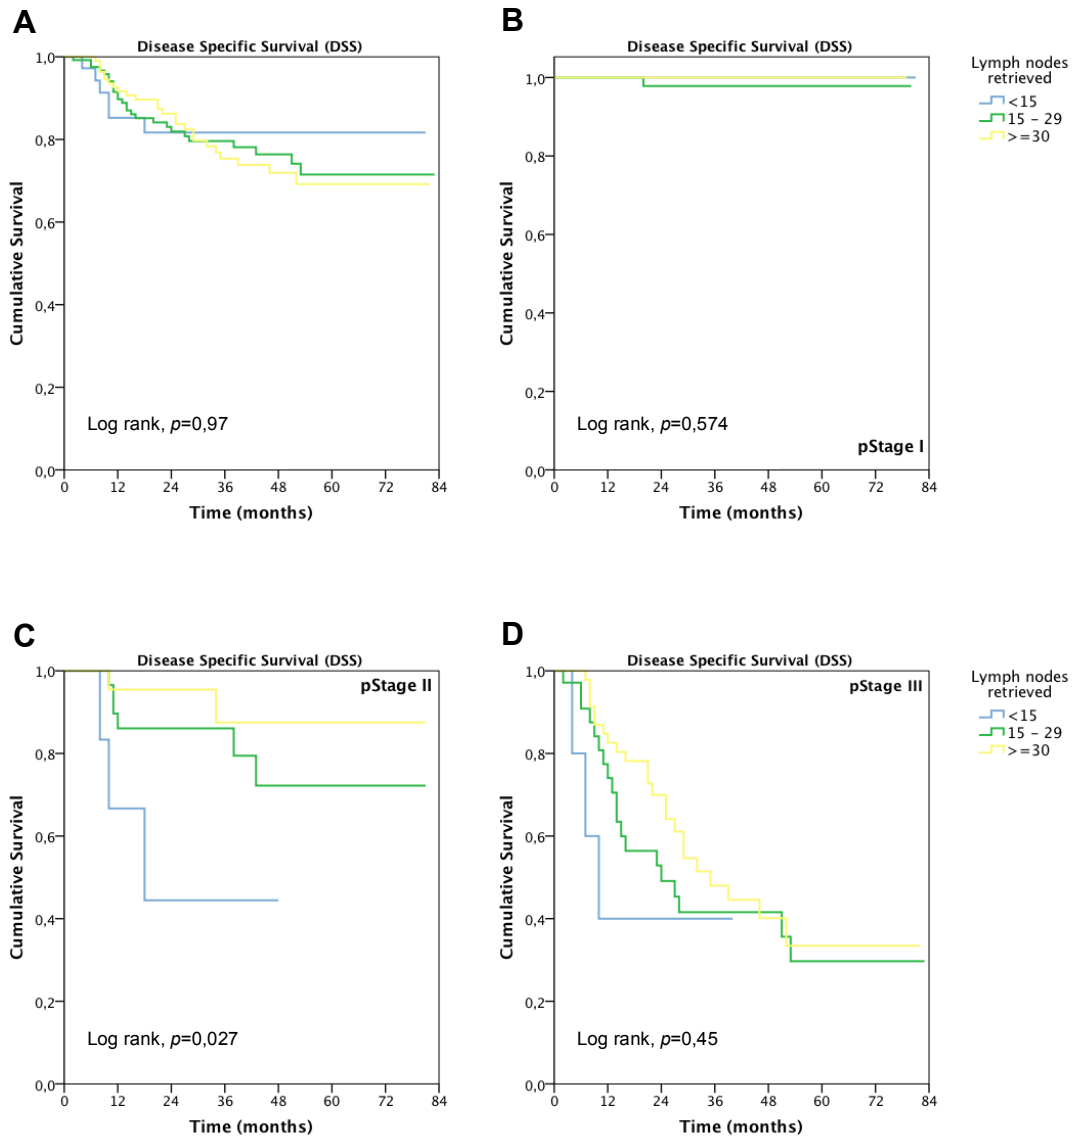 A
Disease Specific Survival (DSS)
1,0
0,8
0,6
0,4
0,2
0,0
Cumulative Survival
Log rank, p=0,97
0 12 24 36 48 60 72 84
Time (months)
B
Disease Specific Survival (DSS)
1,0
0,8
0,6
0,4
0,2
0,0
Cumulative Survival
Log rank, p=0,574
pStage I
0 12 24 36 48 60 72 84
Time (months)
Lymph nodes
retrieved
<15
15 – 29
>=30
C
Disease Specific Survival (DSS)
pStage II
1,0
0,8
0,6
0,4
0,2
0,0
Cumulative Survival
Log rank, p=0,027
0 12 24 36 48 60 72 84
Time (months)
D
Disease Specific Survival (DSS)
pStage III
1,0
0,8
0,6
0,4
0,2
0,0
Cumulative Survival
Log rank, p=0,45
0 12 24 36 48 60 72 84
Time (months)
Lymph nodes
retrieved
<15
15 – 29
>=30